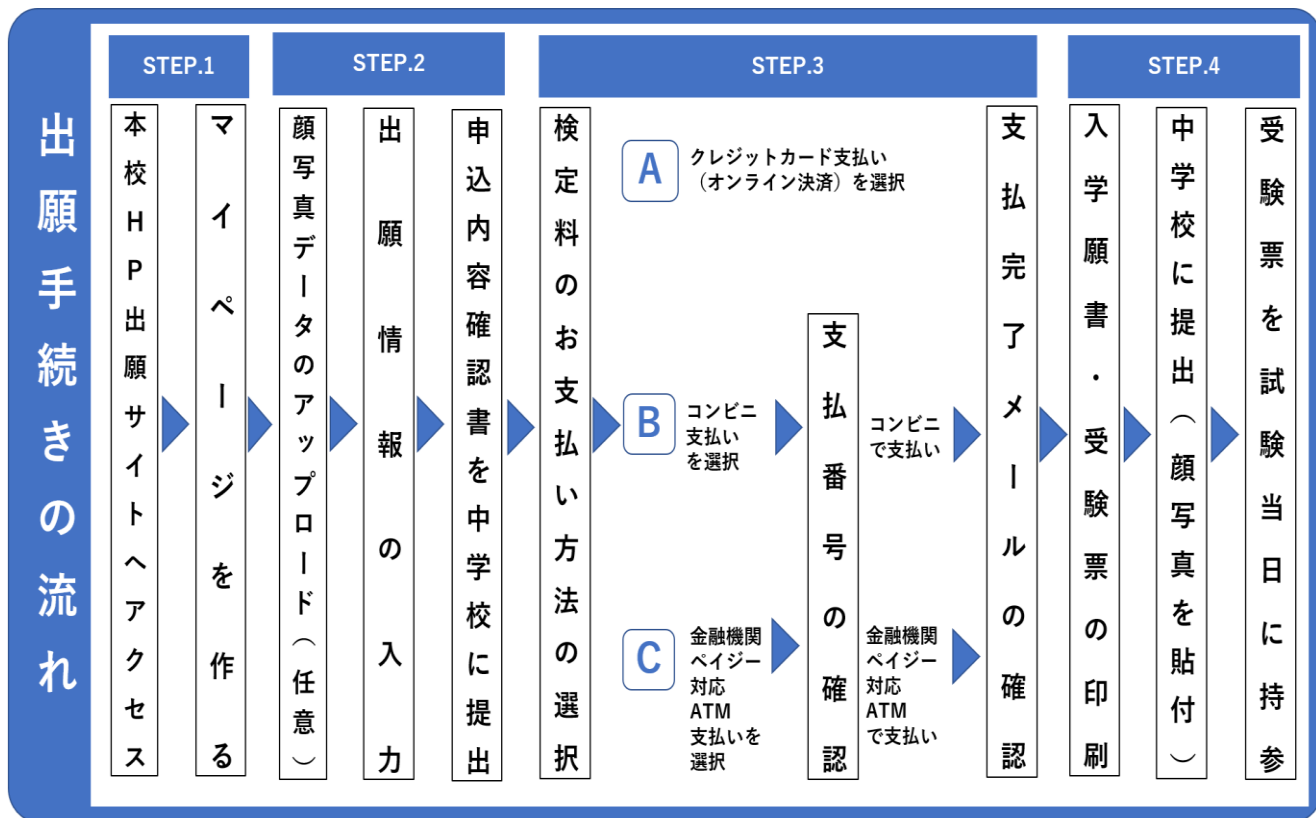 出願手続きの流れ
STEP.1
本校HP出願サイトへアクセス
マイページを作る
STEP.2
顔写真データのアップロード（任意）
出願情報の入力
申込内容確認書を中学校に提出
STEP.3
検定料のお支払い方法の選択
A
クレジットカード支払い
（オンライン決済）を選択
B
コンビニ
支払い
を選択
C
金融機関
ペイジー
対応
ATM
支払いを
選択
支払番号の確認
コンビニ
で支払い
金融機関
ペイジー
対応
ATM
で支払い
支払完了メールの確認
STEP.4
入学願書・受験票の印刷
中学校に提出（顔写真を貼付）
受験票を試験当日に持参